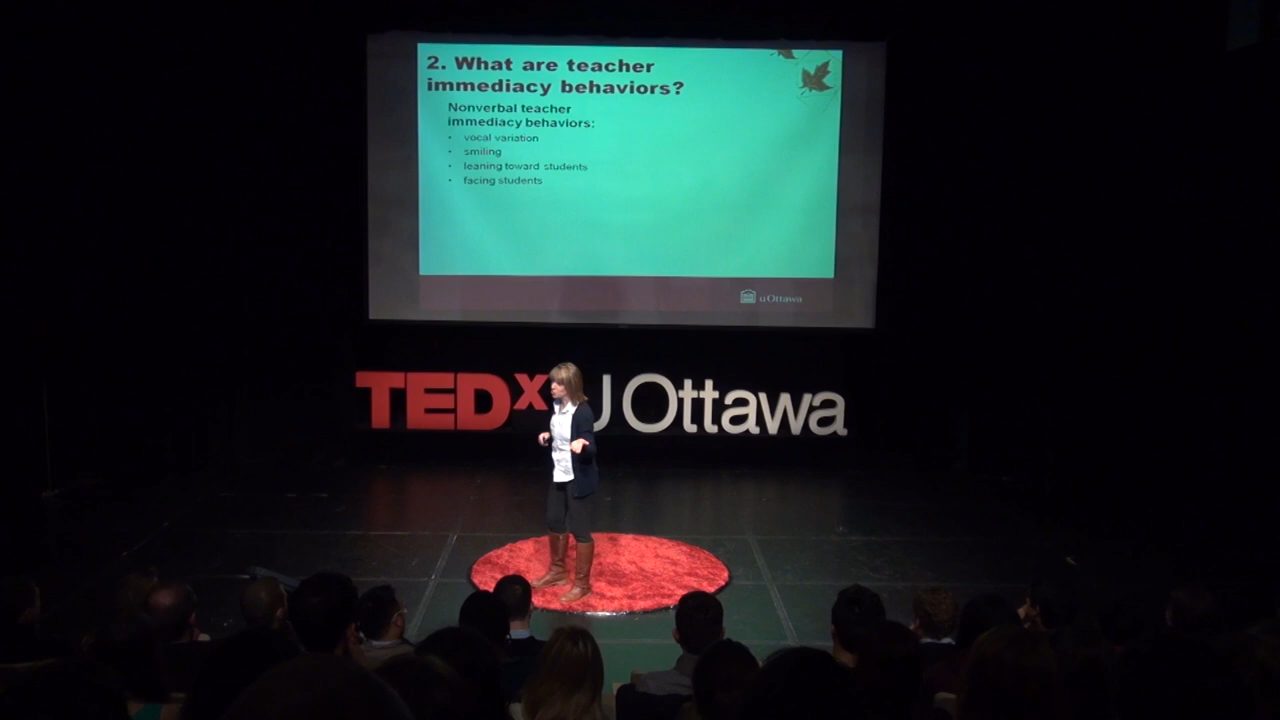 2. What are teacher
immediacy behaviors?
Nonverbal teacher
immediacy behaviors:
• vocal variation
• smiling
• leaning toward students
• facing students
uOttawa
TEDx U Ottawa